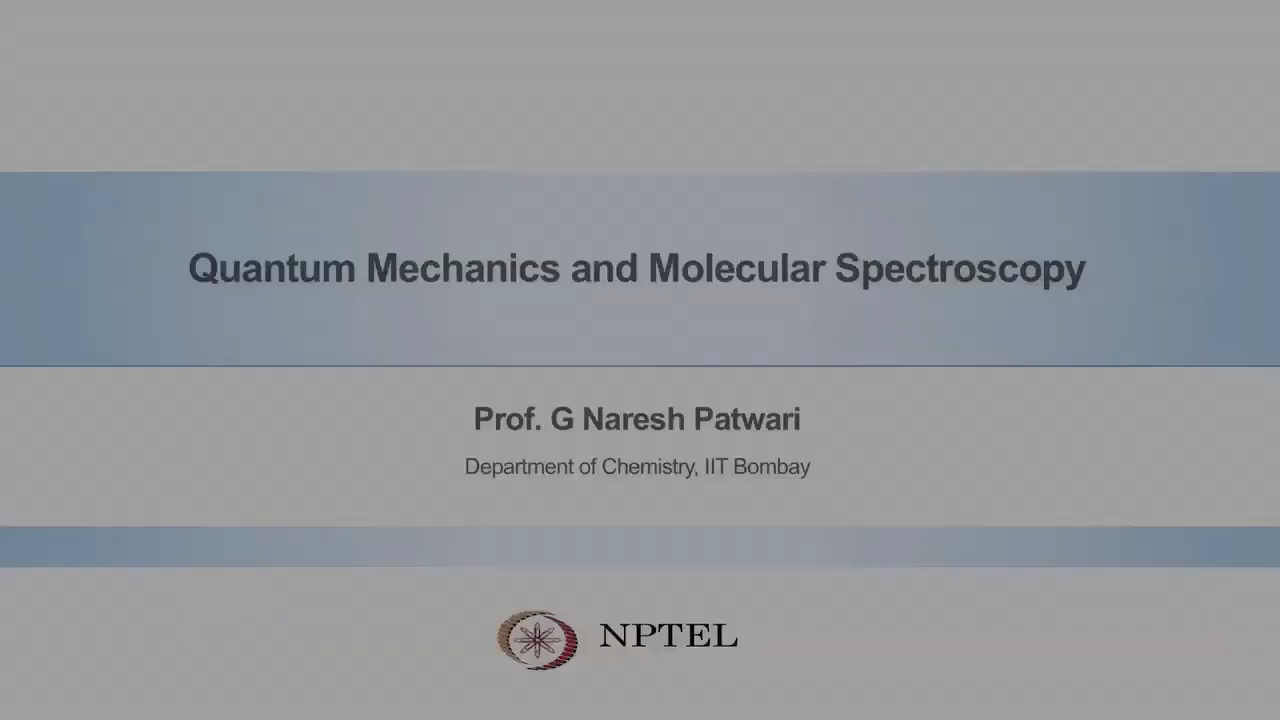 Quantum Mechanics and Molecular Spectroscopy
Prof. G Naresh Patwari
Department of Chemistry, IIT Bombay
NPTEL